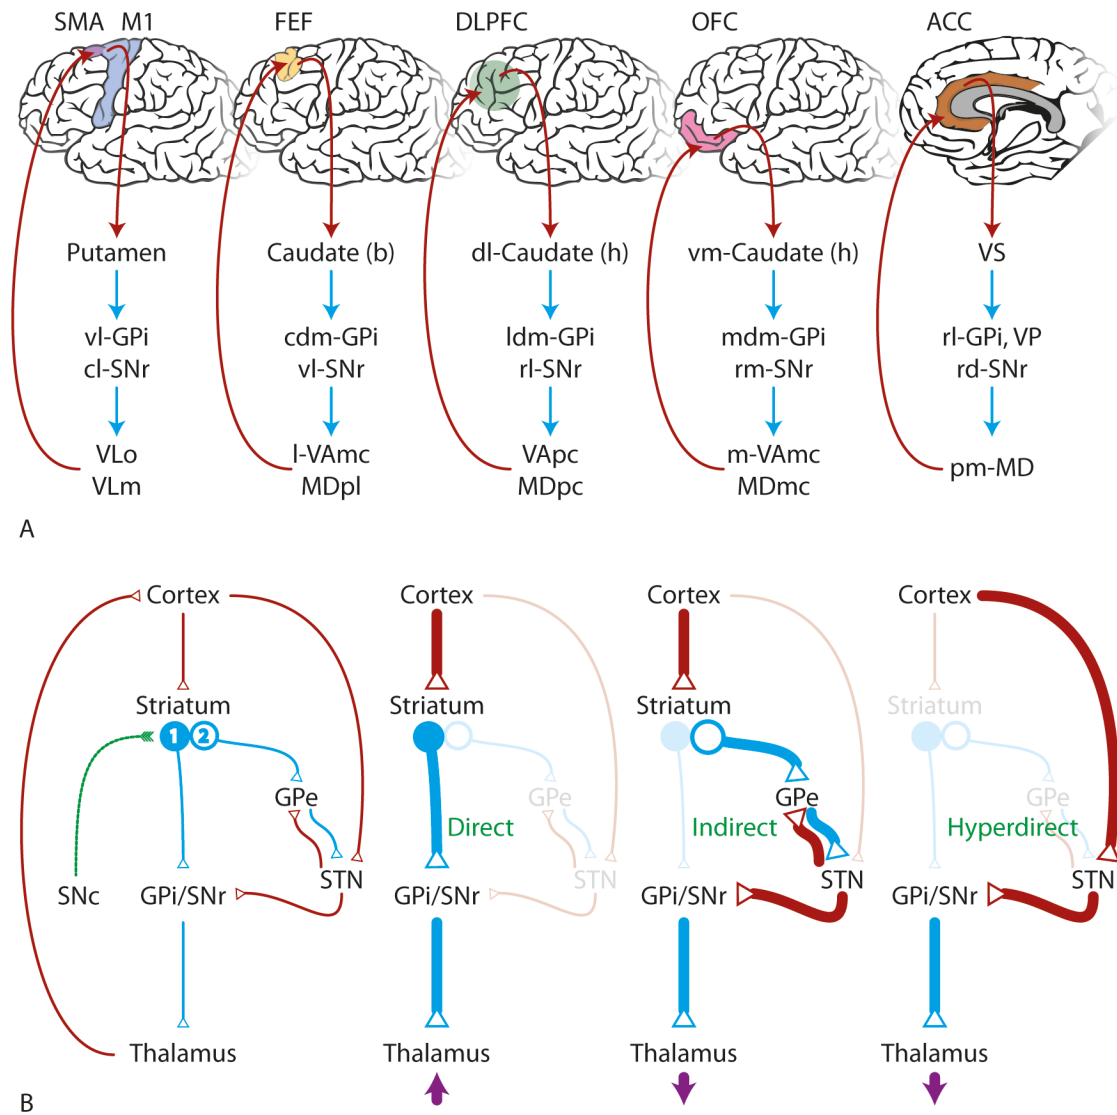 SMA M1
FEF
DLPFC
OFC
ACC
Putamen
Caudate (b)
dl-Caudate (h)
vm-Caudate (h)
VS
vl-GPi
cl-SNr
cdm-GPi
vl-SNr
ldm-GPi
rl-SNr
mdm-GPi
rm-SNr
rl-GPi, VP
rd-SNr
VLo
VLm
l-VAmc
MDpl
VApc
MDpc
m-VAmc
MDmc
pm-MD
A
Cortex
Striatum
1 2
GPe
STN
SNc
GPi/SNr
Thalamus
Cortex
Striatum
GPe
Direct
STN
GPi/SNr
Thalamus
Cortex
Striatum
GPe
Indirect
STN
GPi/SNr
Thalamus
Cortex
Striatum
GPe
Hyperdirect
STN
GPi/SNr
Thalamus
B